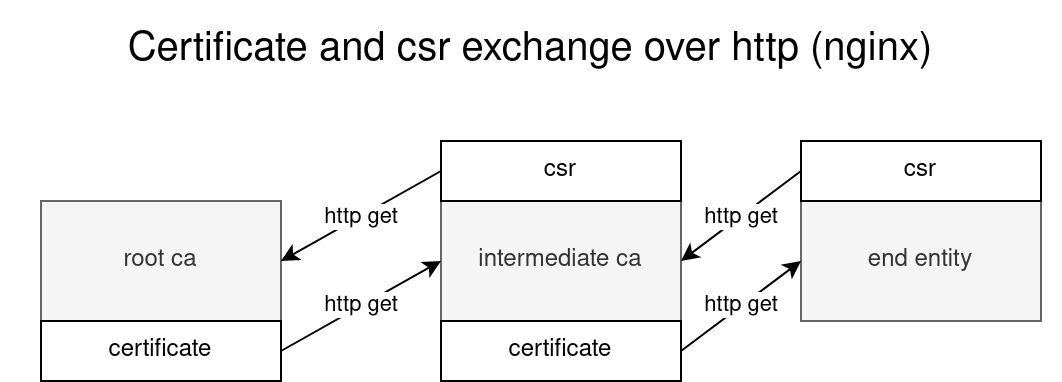 Certificate and csr exchange over http (nginx)
csr
csr
http get
http get
root ca
intermediate ca
end entity
http get
http get
certificate
certificate